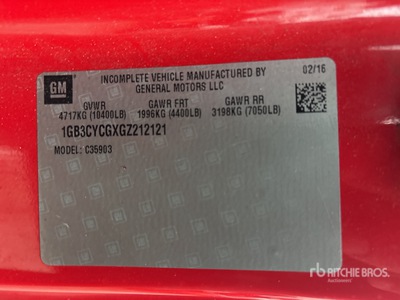 GM
INCOMPLETE VEHICLE MANUFACTURED BY
GENERAL MOTORS LLC
02/16
GVWR GAWR FRT GAWR RR
4717KG (10400LB) 1996KG (4400LB) 3198KG (7050LB)
1GB3CYCGXGZ212121
MODEL: C35903
rb RITCHIE BROS.
Auctioneers